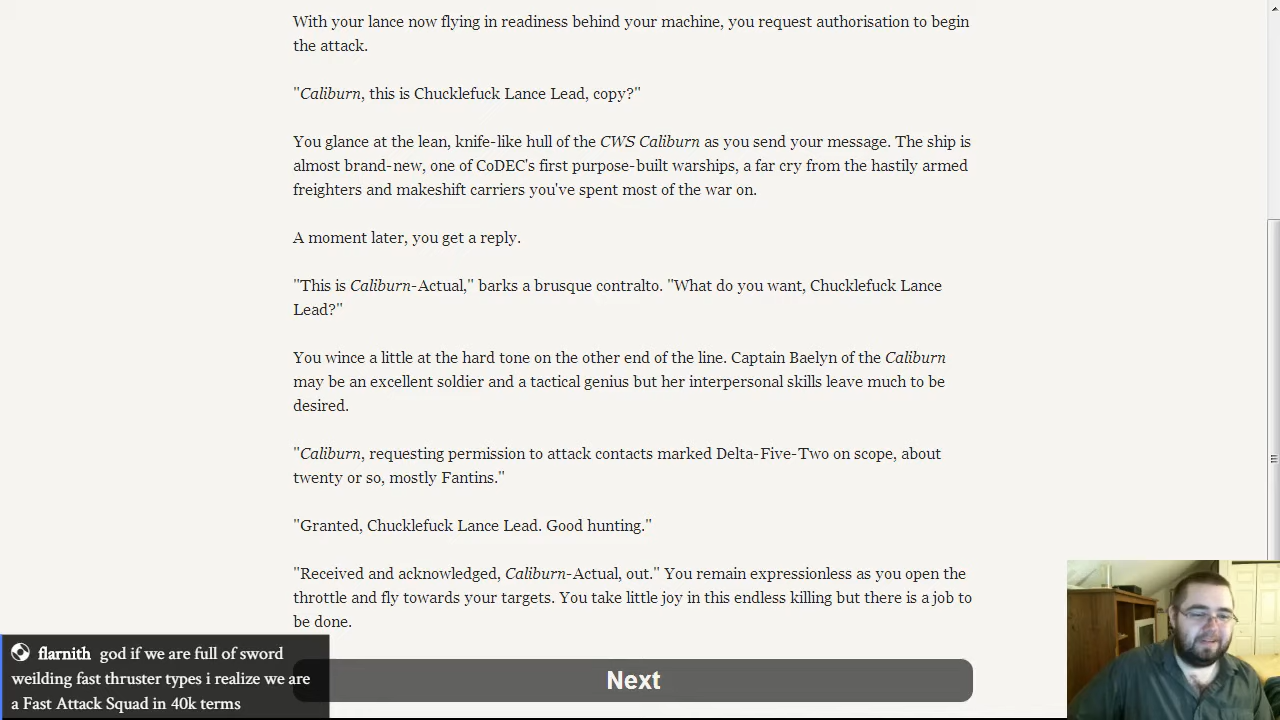 With your lance now flying in readiness behind your machine, you request authorisation to begin
the attack.
"Caliburn, this is Chucklefuck Lance Lead, copy?"
You glance at the lean, knife-like hull of the CWS Caliburn as you send your message. The ship is
almost brand-new, one of CoDEC's first purpose-built warships, a far cry from the hastily armed
freighters and makeshift carriers you've spent most of the war on.
A moment later, you get a reply.
"This is Caliburn-Actual," barks a brusque contralto. "What do you want, Chucklefuck Lance
Lead?"
You wince a little at the hard tone on the other end of the line. Captain Baelyn of the Caliburn
may be an excellent soldier and a tactical genius but her interpersonal skills leave much to be
desired.
"Caliburn, requesting permission to attack contacts marked Delta-Five-Two on scope, about
twenty or so, mostly Fantins."
"Granted, Chucklefuck Lance Lead. Good hunting."
"Received and acknowledged, Caliburn-Actual, out." You remain expressionless as you open the
throttle and fly towards your targets. You take little joy in this endless killing but there is a job to
be done.
flarnith god if we are full of sword
weilding fast thruster types i realize we are
a Fast Attack Squad in 40k terms
Next